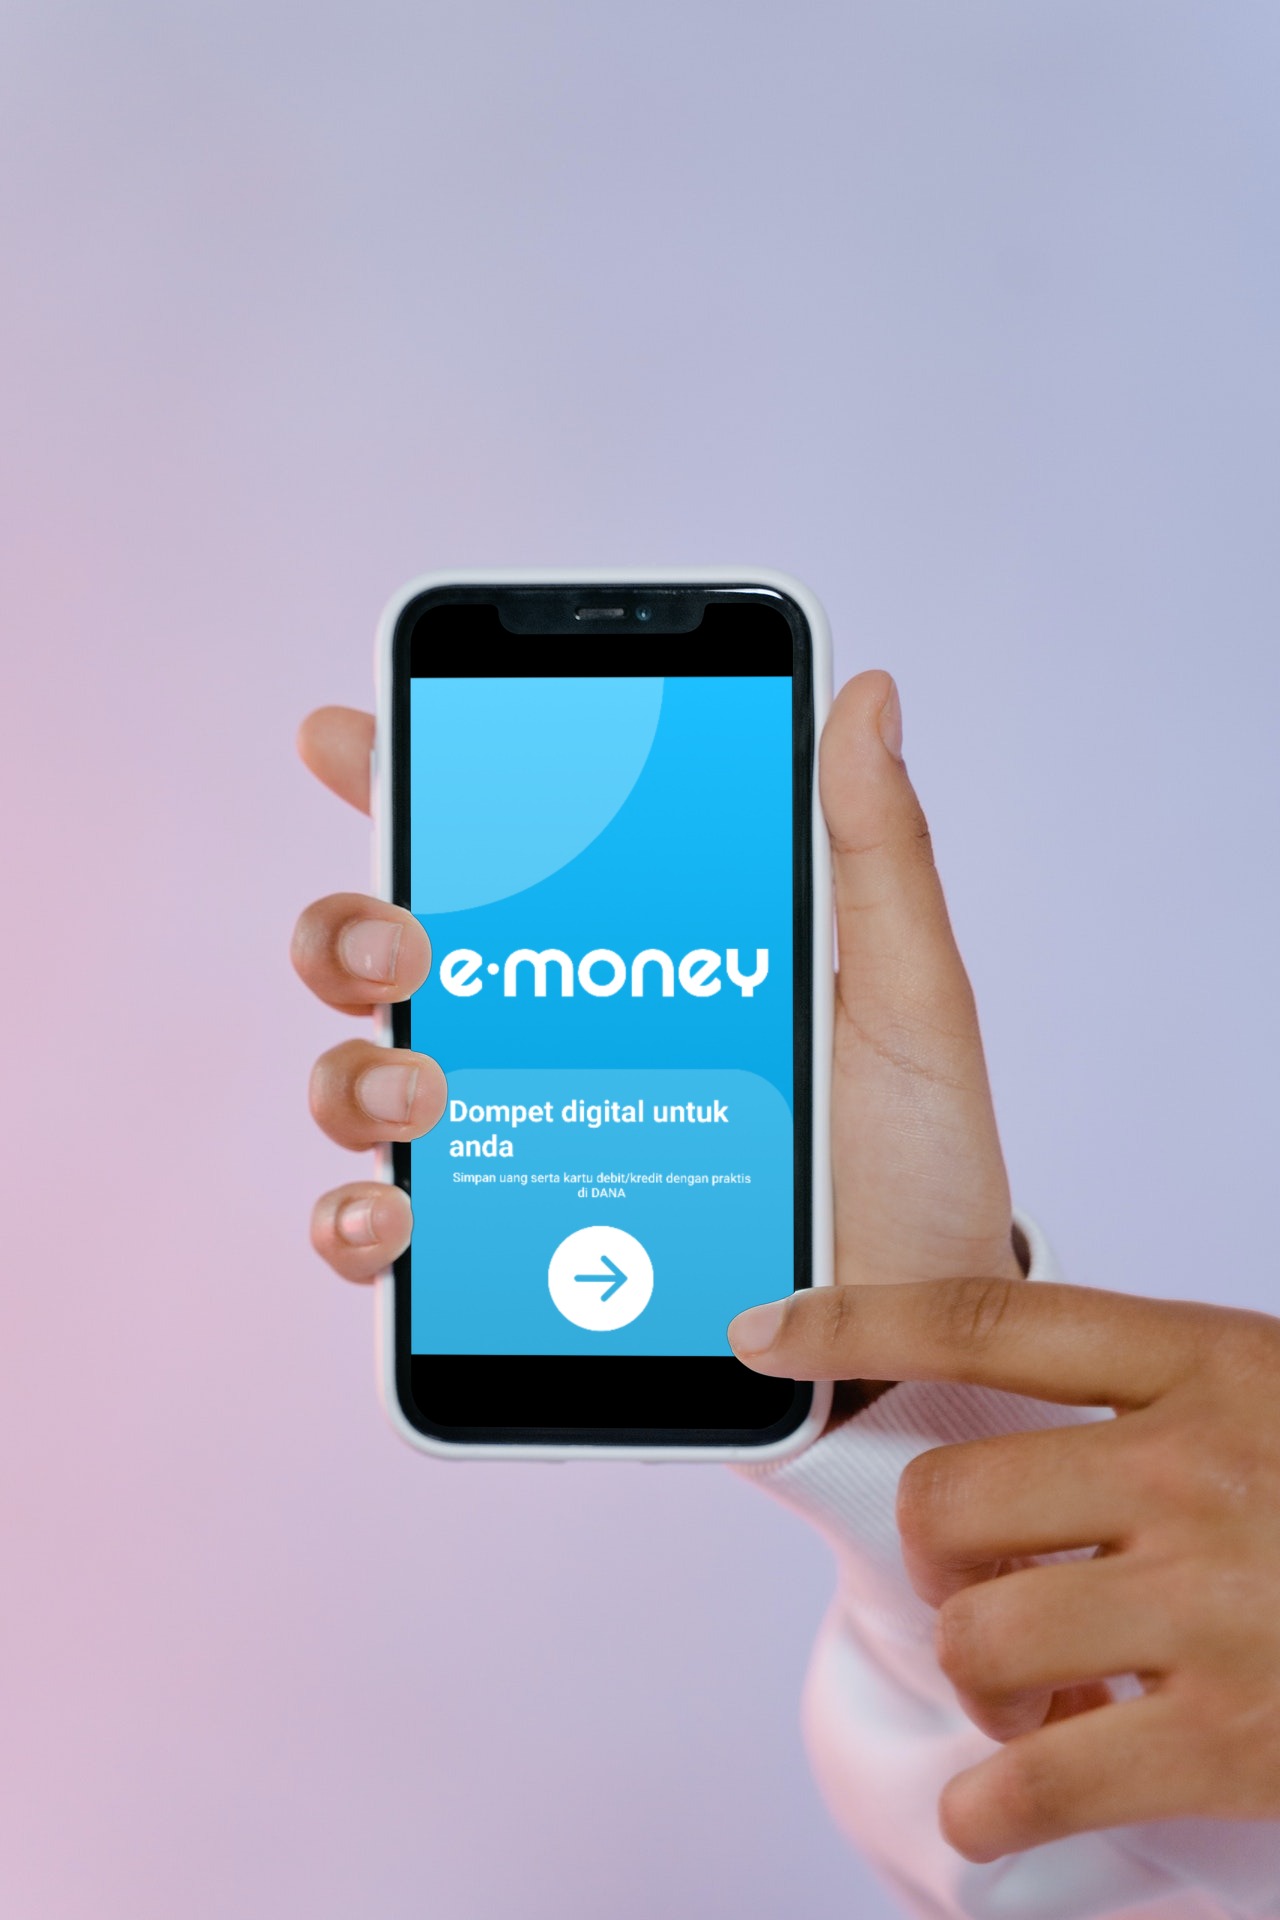 e·money
Dompet digital untuk
anda
Simpan uang serta kartu debit/kredit dengan praktis
di DANA